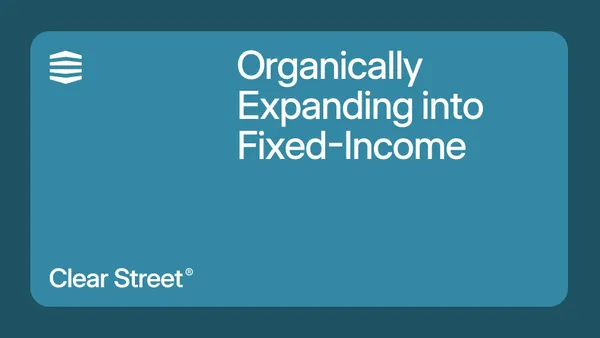 Organically
Expanding into
Fixed-Income
Clear Street®